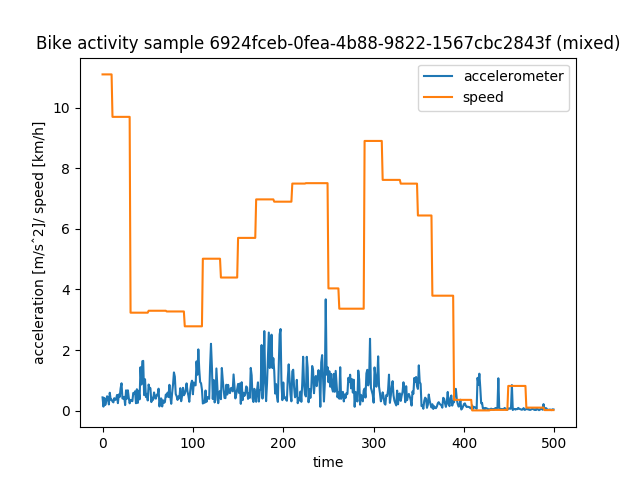 Bike activity sample 6924fceb-0fea-4b88-9822-1567cbc2843f (mixed)
accelerometer
speed
acceleration [m/s^2]/ speed [km/h]
10
8
6
4
2
0
0 100 200 300 400 500
time